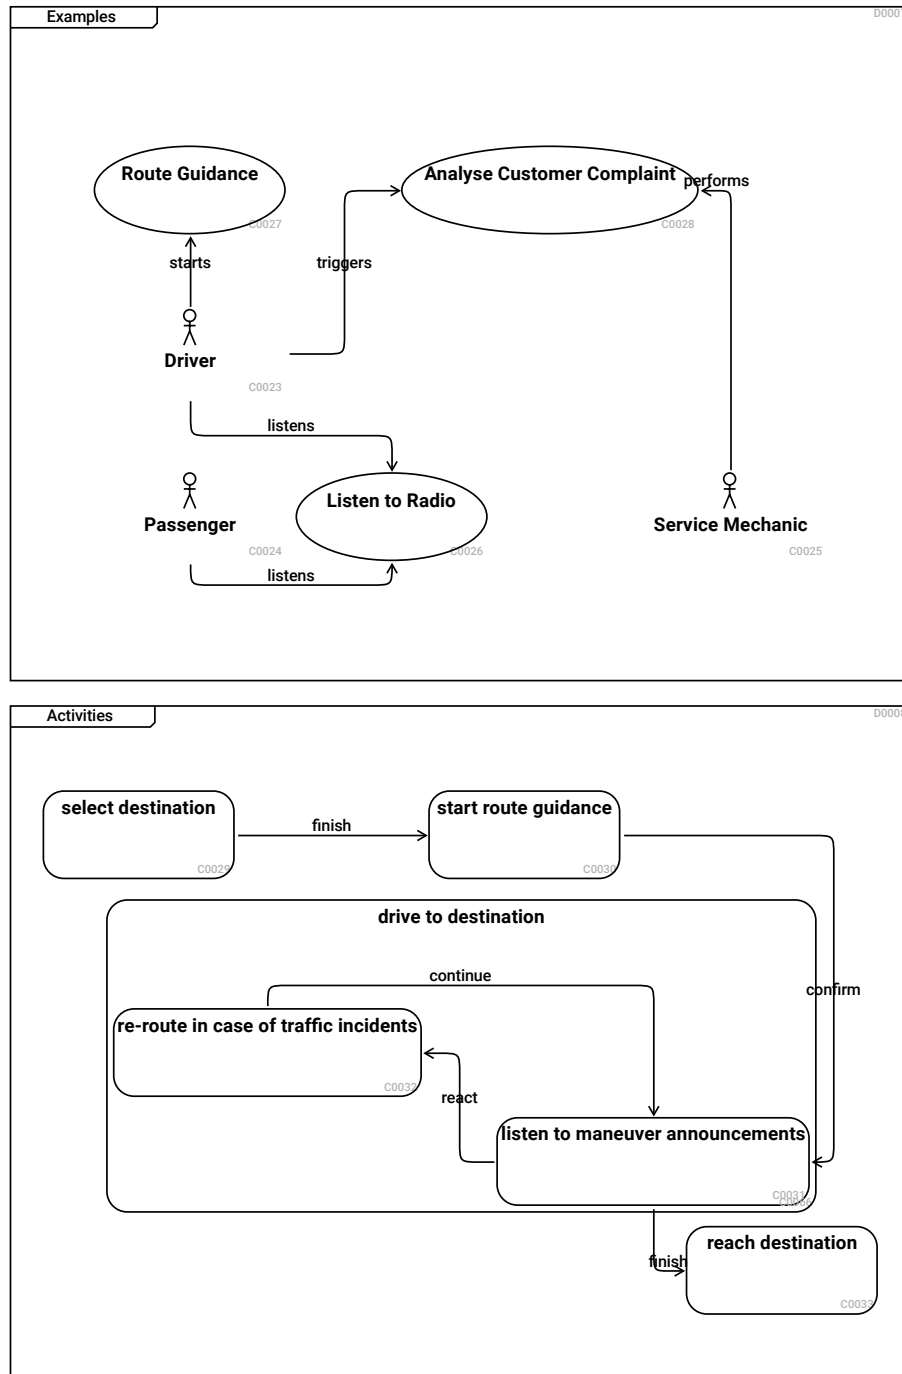 Examples
Route Guidance
C0027
Analyse Customer Complaint
performs
C0028
starts
triggers
Driver
C0023
listens
Passenger
C0024
Listen to Radio
C0026
Service Mechanic
C0025
listens
Activities
select destination
C0029
finish
start route guidance
C0030
drive to destination
continue
confirm
re-route in case of traffic incidents
C0032
react
listen to maneuver announcements
C0031
finish
reach destination
C0033